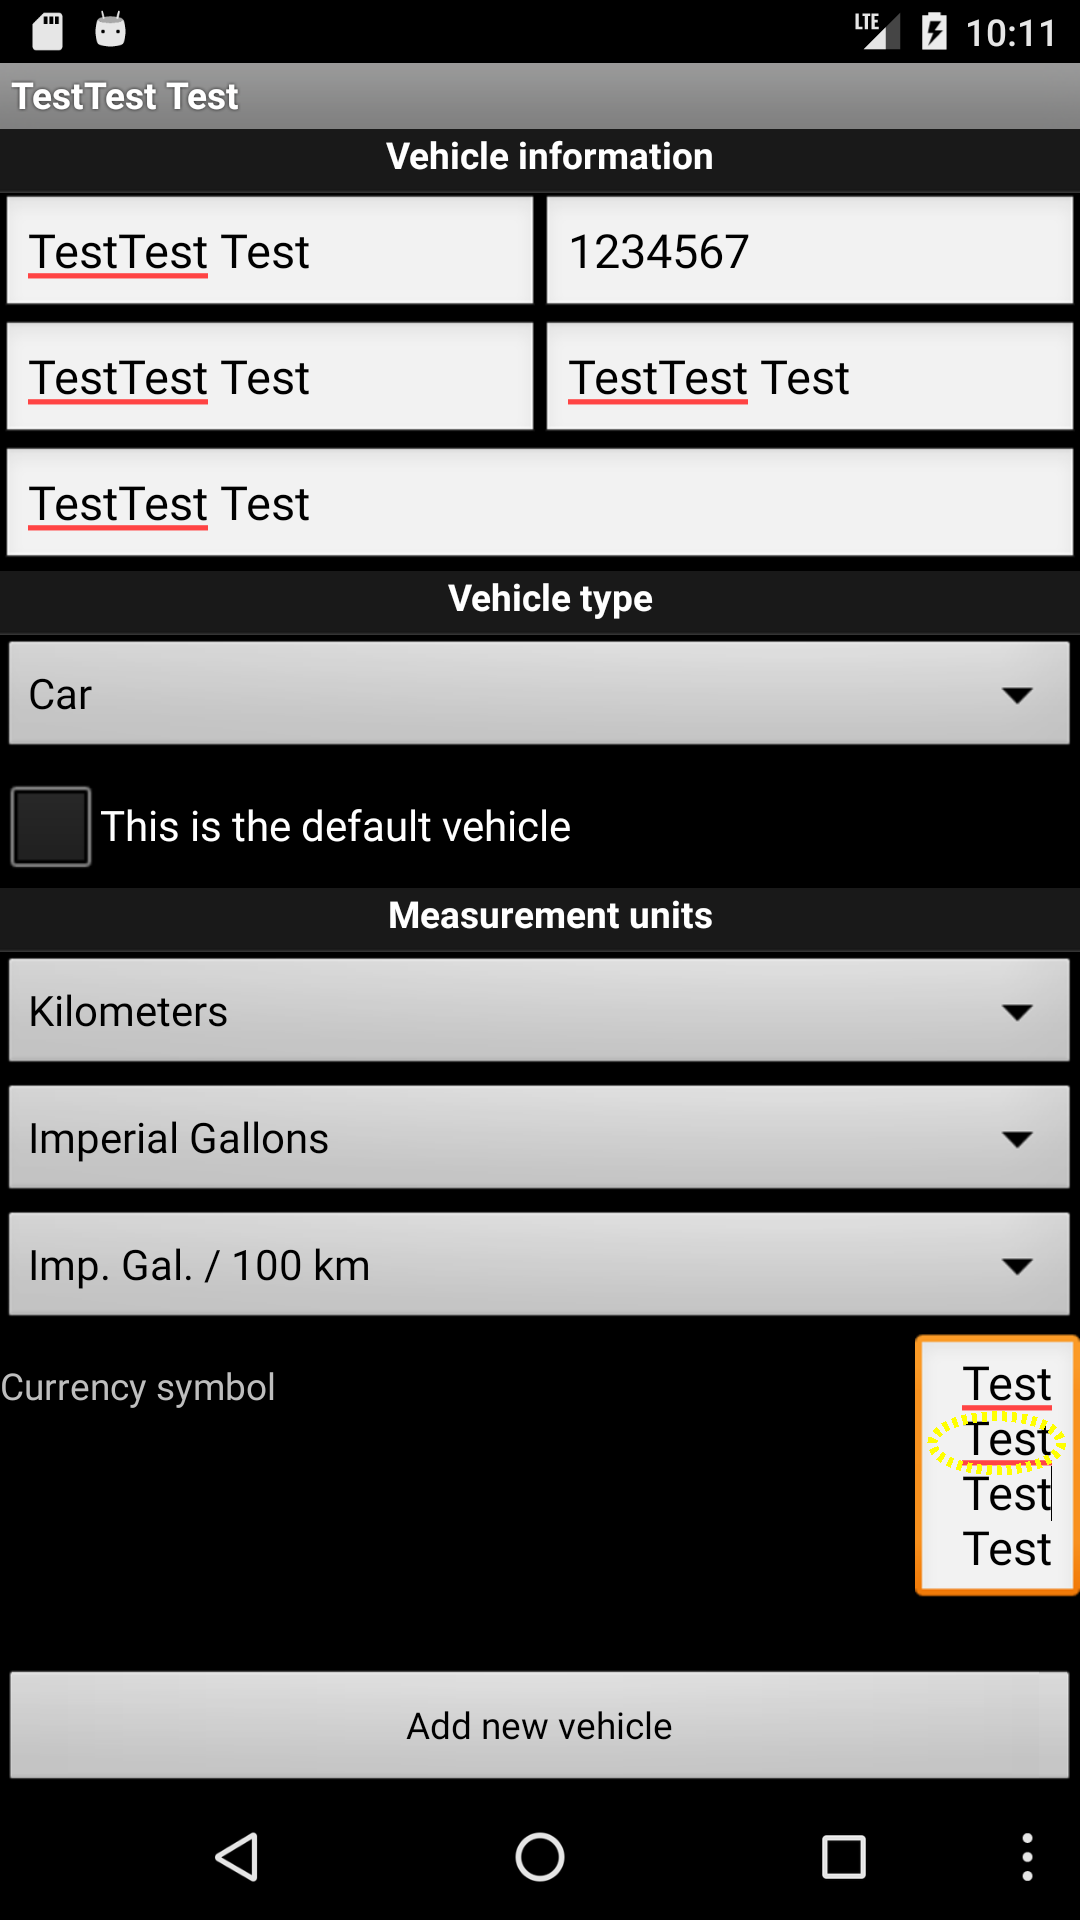 LTE 10:11
TestTest Test
Vehicle information
TestTest Test 1234567
TestTest Test TestTest Test
TestTest Test
Vehicle type
Car
This is the default vehicle
Measurement units
Kilometers
Imperial Gallons
Imp. Gal. / 100 km
Currency symbol Test
Test
Test
Test
Add new vehicle